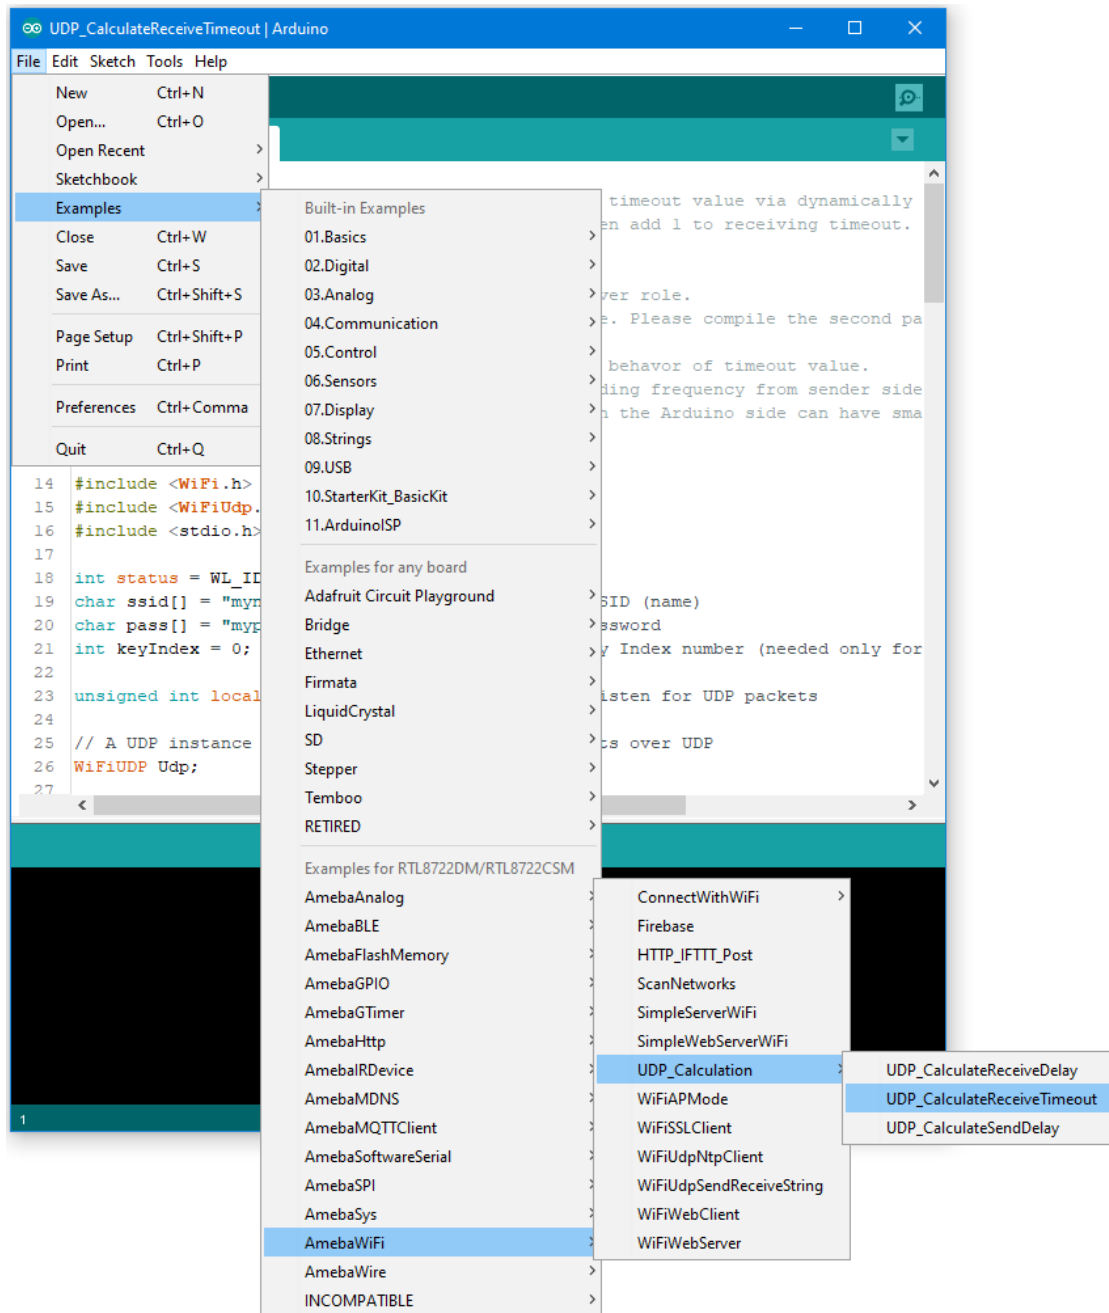 UDP_CalculateReceiveTimeout | Arduino
File Edit Sketch Tools Help
New Ctrl+N
Open... Ctrl+O
Open Recent
Sketchbook
Examples
Close Ctrl+W
Save Ctrl+S
Save As... Ctrl+Shift+S
Page Setup Ctrl+Shift+P
Print Ctrl+P
Preferences Ctrl+Comma
Quit Ctrl+Q
Built-in Examples
01.Basics
02.Digital
03.Analog
04.Communication
05.Control
06.Sensors
07.Display
08.Strings
09.USB
10.StarterKit_BasicKit
11.ArduinoISP
Examples for any board
Adafruit Circuit Playground
Bridge
Ethernet
Firmata
LiquidCrystal
SD
Stepper
Temboo
RETIRED
Examples for RTL8722DM/RTL8722CSM
AmebaAnalog
AmebaBLE
AmebaFlashMemory
AmebaGPIO
AmebaGTimer
AmebaHttp
AmebaIRDevice
AmebaMDNS
AmebaMQTTClient
AmebaSoftwareSerial
AmebaSPI
AmebaSys
AmebaWiFi
AmebaWire
INCOMPATIBLE
ConnectWithWiFi
Firebase
HTTP_IFTTT_Post
ScanNetworks
SimpleServerWiFi
SimpleWebServerWiFi
UDP_Calculation
WiFiAPMode
WiFiSSLClient
WiFiUdpNtpClient
WiFiUdpSendReceiveString
WiFiWebClient
WiFiWebServer
UDP_CalculateReceiveDelay
UDP_CalculateReceiveTimeout
UDP_CalculateSendDelay
timeout value via dynamically
en add 1 to receiving timeout.
ver role.
e. Please compile the second pa
behavor of timeout value.
ding frequency from sender side
n the Arduino side can have sma
14 #include <WiFi.h>
15 #include <WiFiUdp.
16 #include <stdio.h>
17
18 int status = WL_ID
19 char ssid[] = "myn SID (name)
20 char pass[] = "myp ssword
21 int keyIndex = 0; y Index number (needed only for
22
23 unsigned int local isten for UDP packets
24
25 // A UDP instance ts over UDP
26 WiFiUDP Udp;
27
1